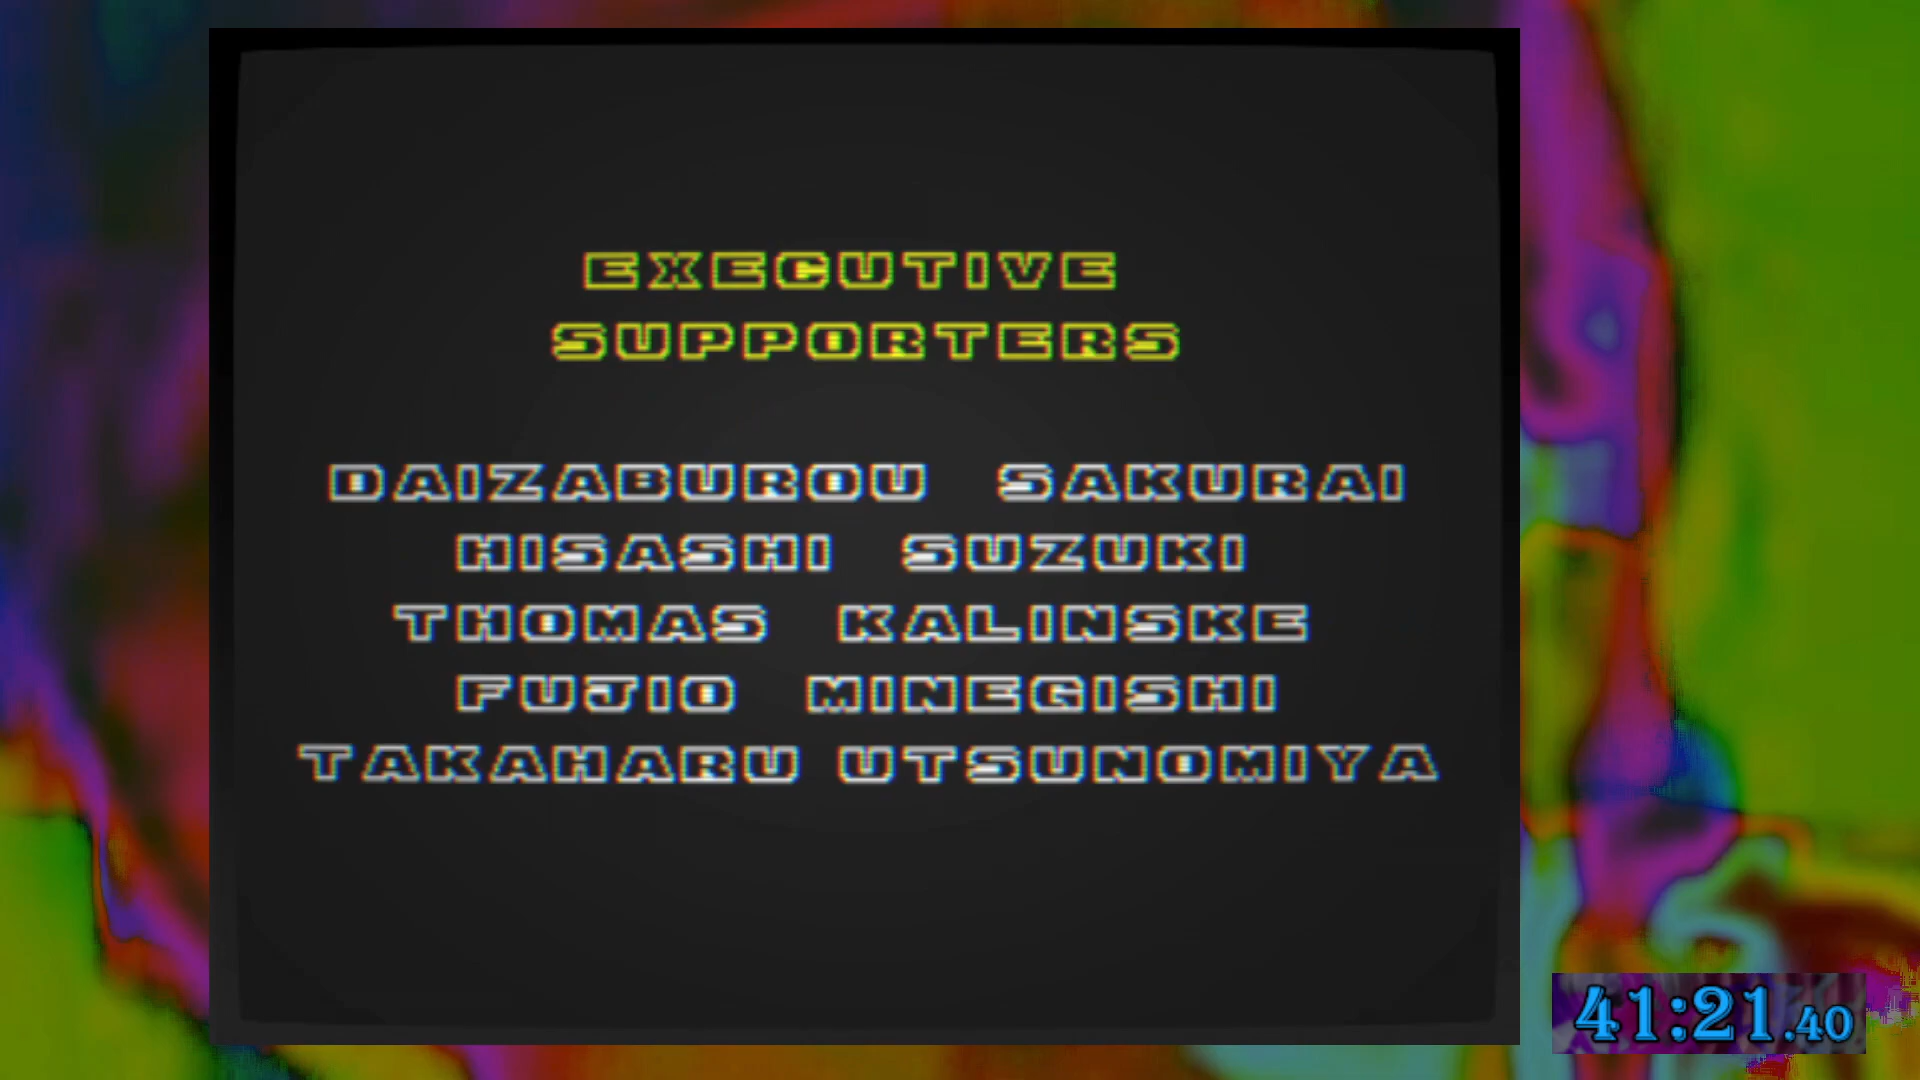 EXECUTIVE
SUPPORTERS
DAIZABUROU SAKURAI
HISASHI SUZUKI
THOMAS KALINSKE
FUJIO MINEGISHI
TAKAHARU UTSUNOMIYA
41:21.40